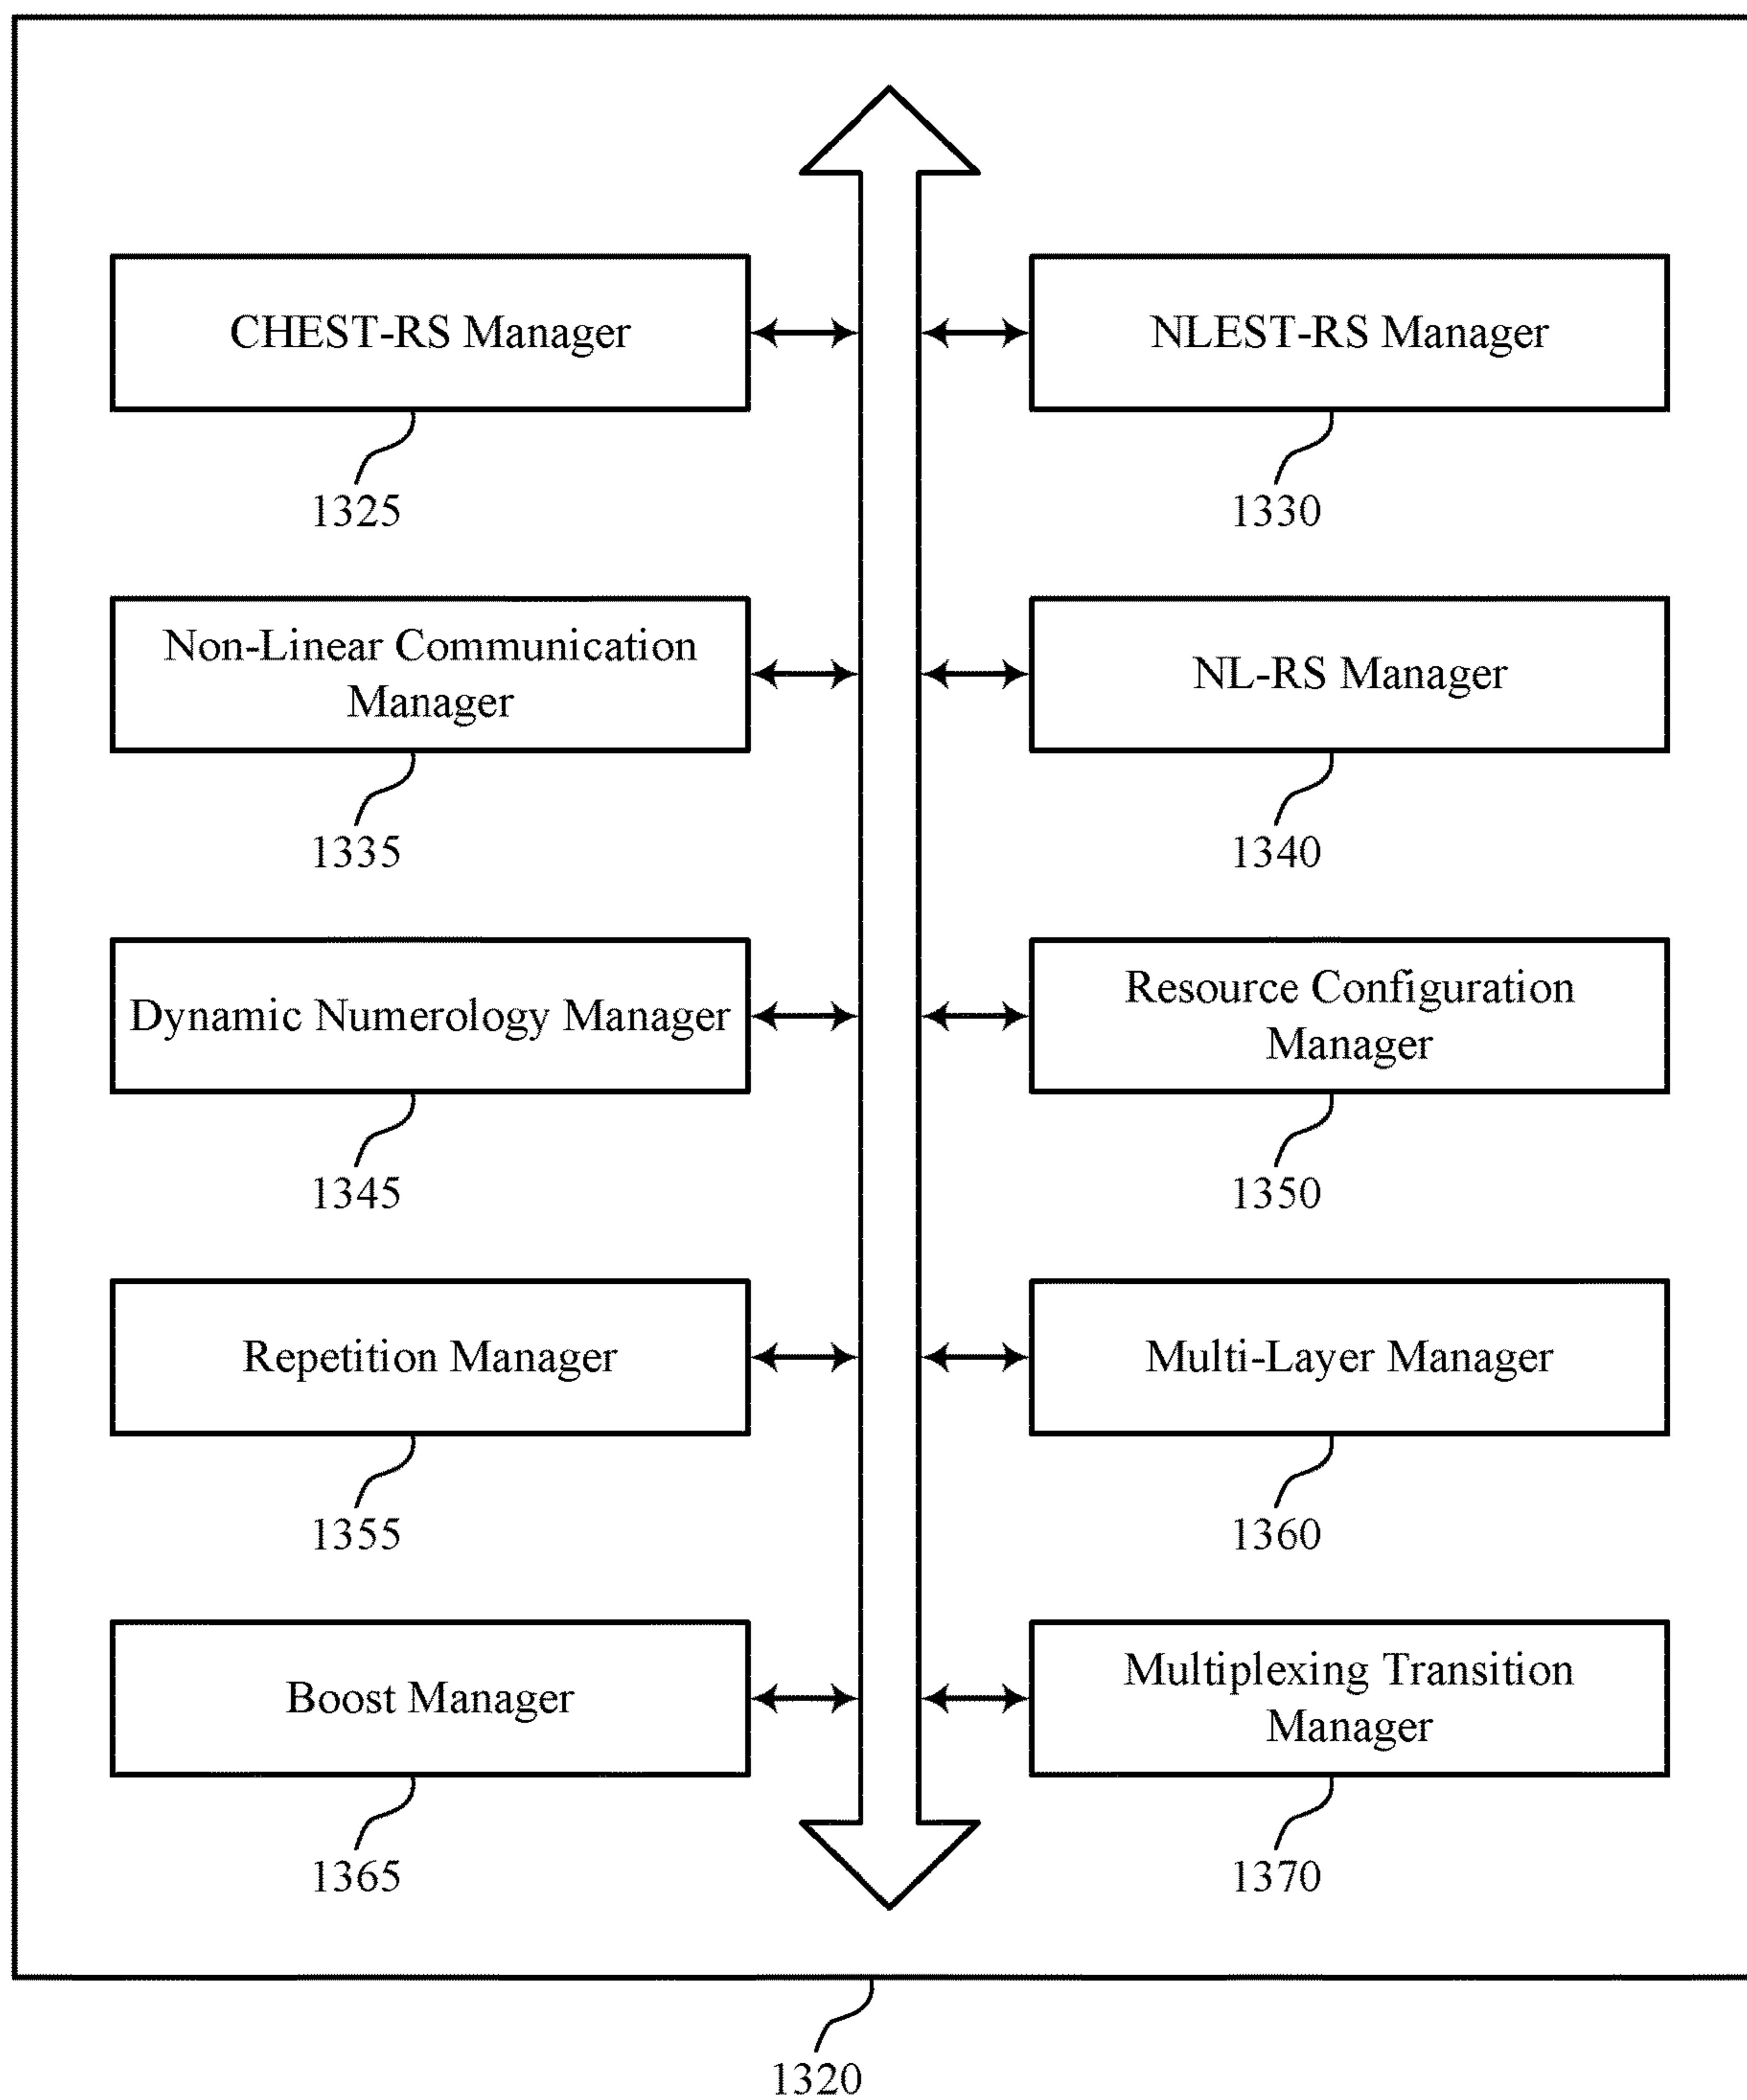 CHEST-RS Manager
1325
NLEST-RS Manager
1330
Non-Linear Communication
Manager
1335
NL-RS Manager
1340
Dynamic Numerology Manager
1345
Resource Configuration
Manager
1350
Repetition Manager
1355
Multi-Layer Manager
1360
Boost Manager
1365
Multiplexing Transition
Manager
1370
1320